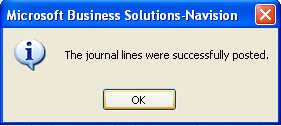 Microsoft Business Solutions-Navision
The journal lines were successfully posted.
OK